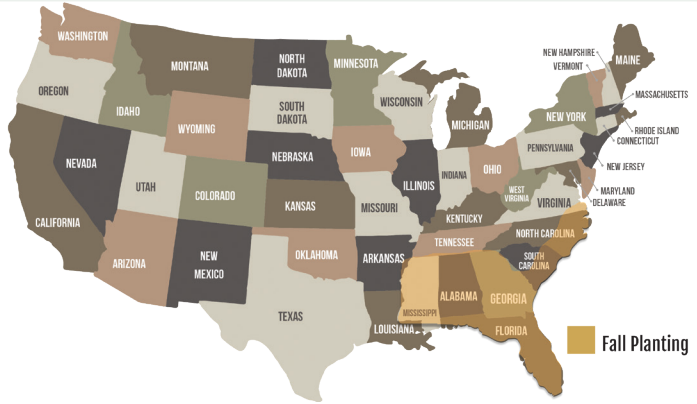 WASHINGTON
MONTANA
NORTH
DAKOTA
MINNESOTA
NEW HAMPSHIRE
VERMONT
MAINE
OREGON
IDAHO
SOUTH
DAKOTA
WISCONSIN
MICHIGAN
NEW YORK
MASSACHUSETTS
WYOMING
RHODE ISLAND
CONNECTICUT
NEVADA
NEBRASKA
IOWA
PENNSYLVANIA
NEW JERSEY
UTAH
COLORADO
ILLINOIS
INDIANA
OHIO
WEST
VIRGINIA
VIRGINIA
MARYLAND
DELAWARE
CALIFORNIA
KANSAS
MISSOURI
KENTUCKY
NORTH CAROLINA
ARIZONA
NEW
MEXICO
OKLAHOMA
ARKANSAS
TENNESSEE
SOUTH
CAROLINA
TEXAS
LOUISIANA
MISSISSIPPI
ALABAMA
GEORGIA
FLORIDA
Fall Planting